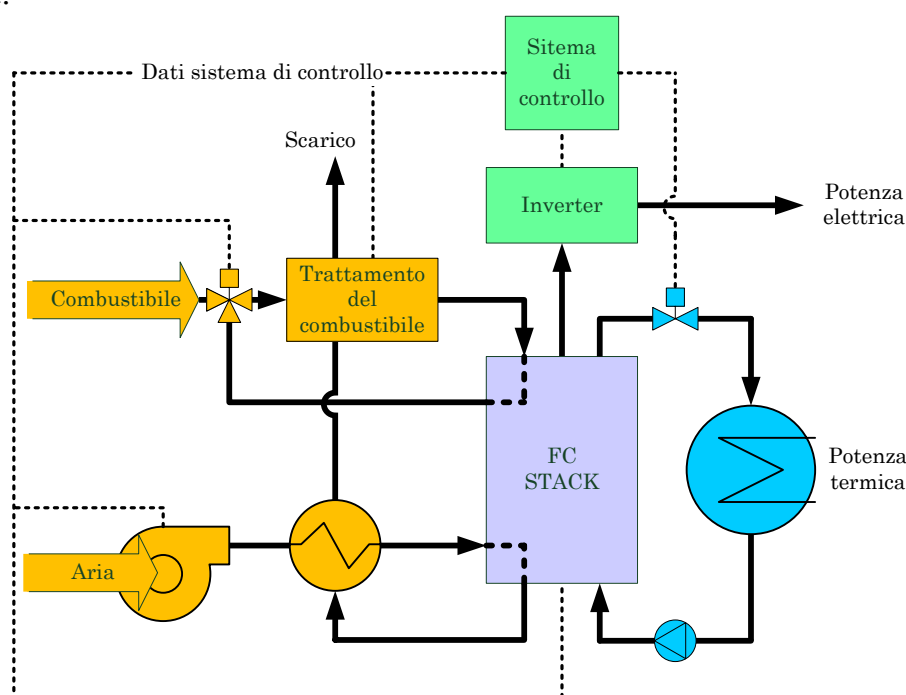 Sitema
di
controllo
Dati sistema di controllo
Scarico
Inverter
Potenza
elettrica
Combustibile
Trattamento
del
combustibile
FC
STACK
Potenza
termica
Aria